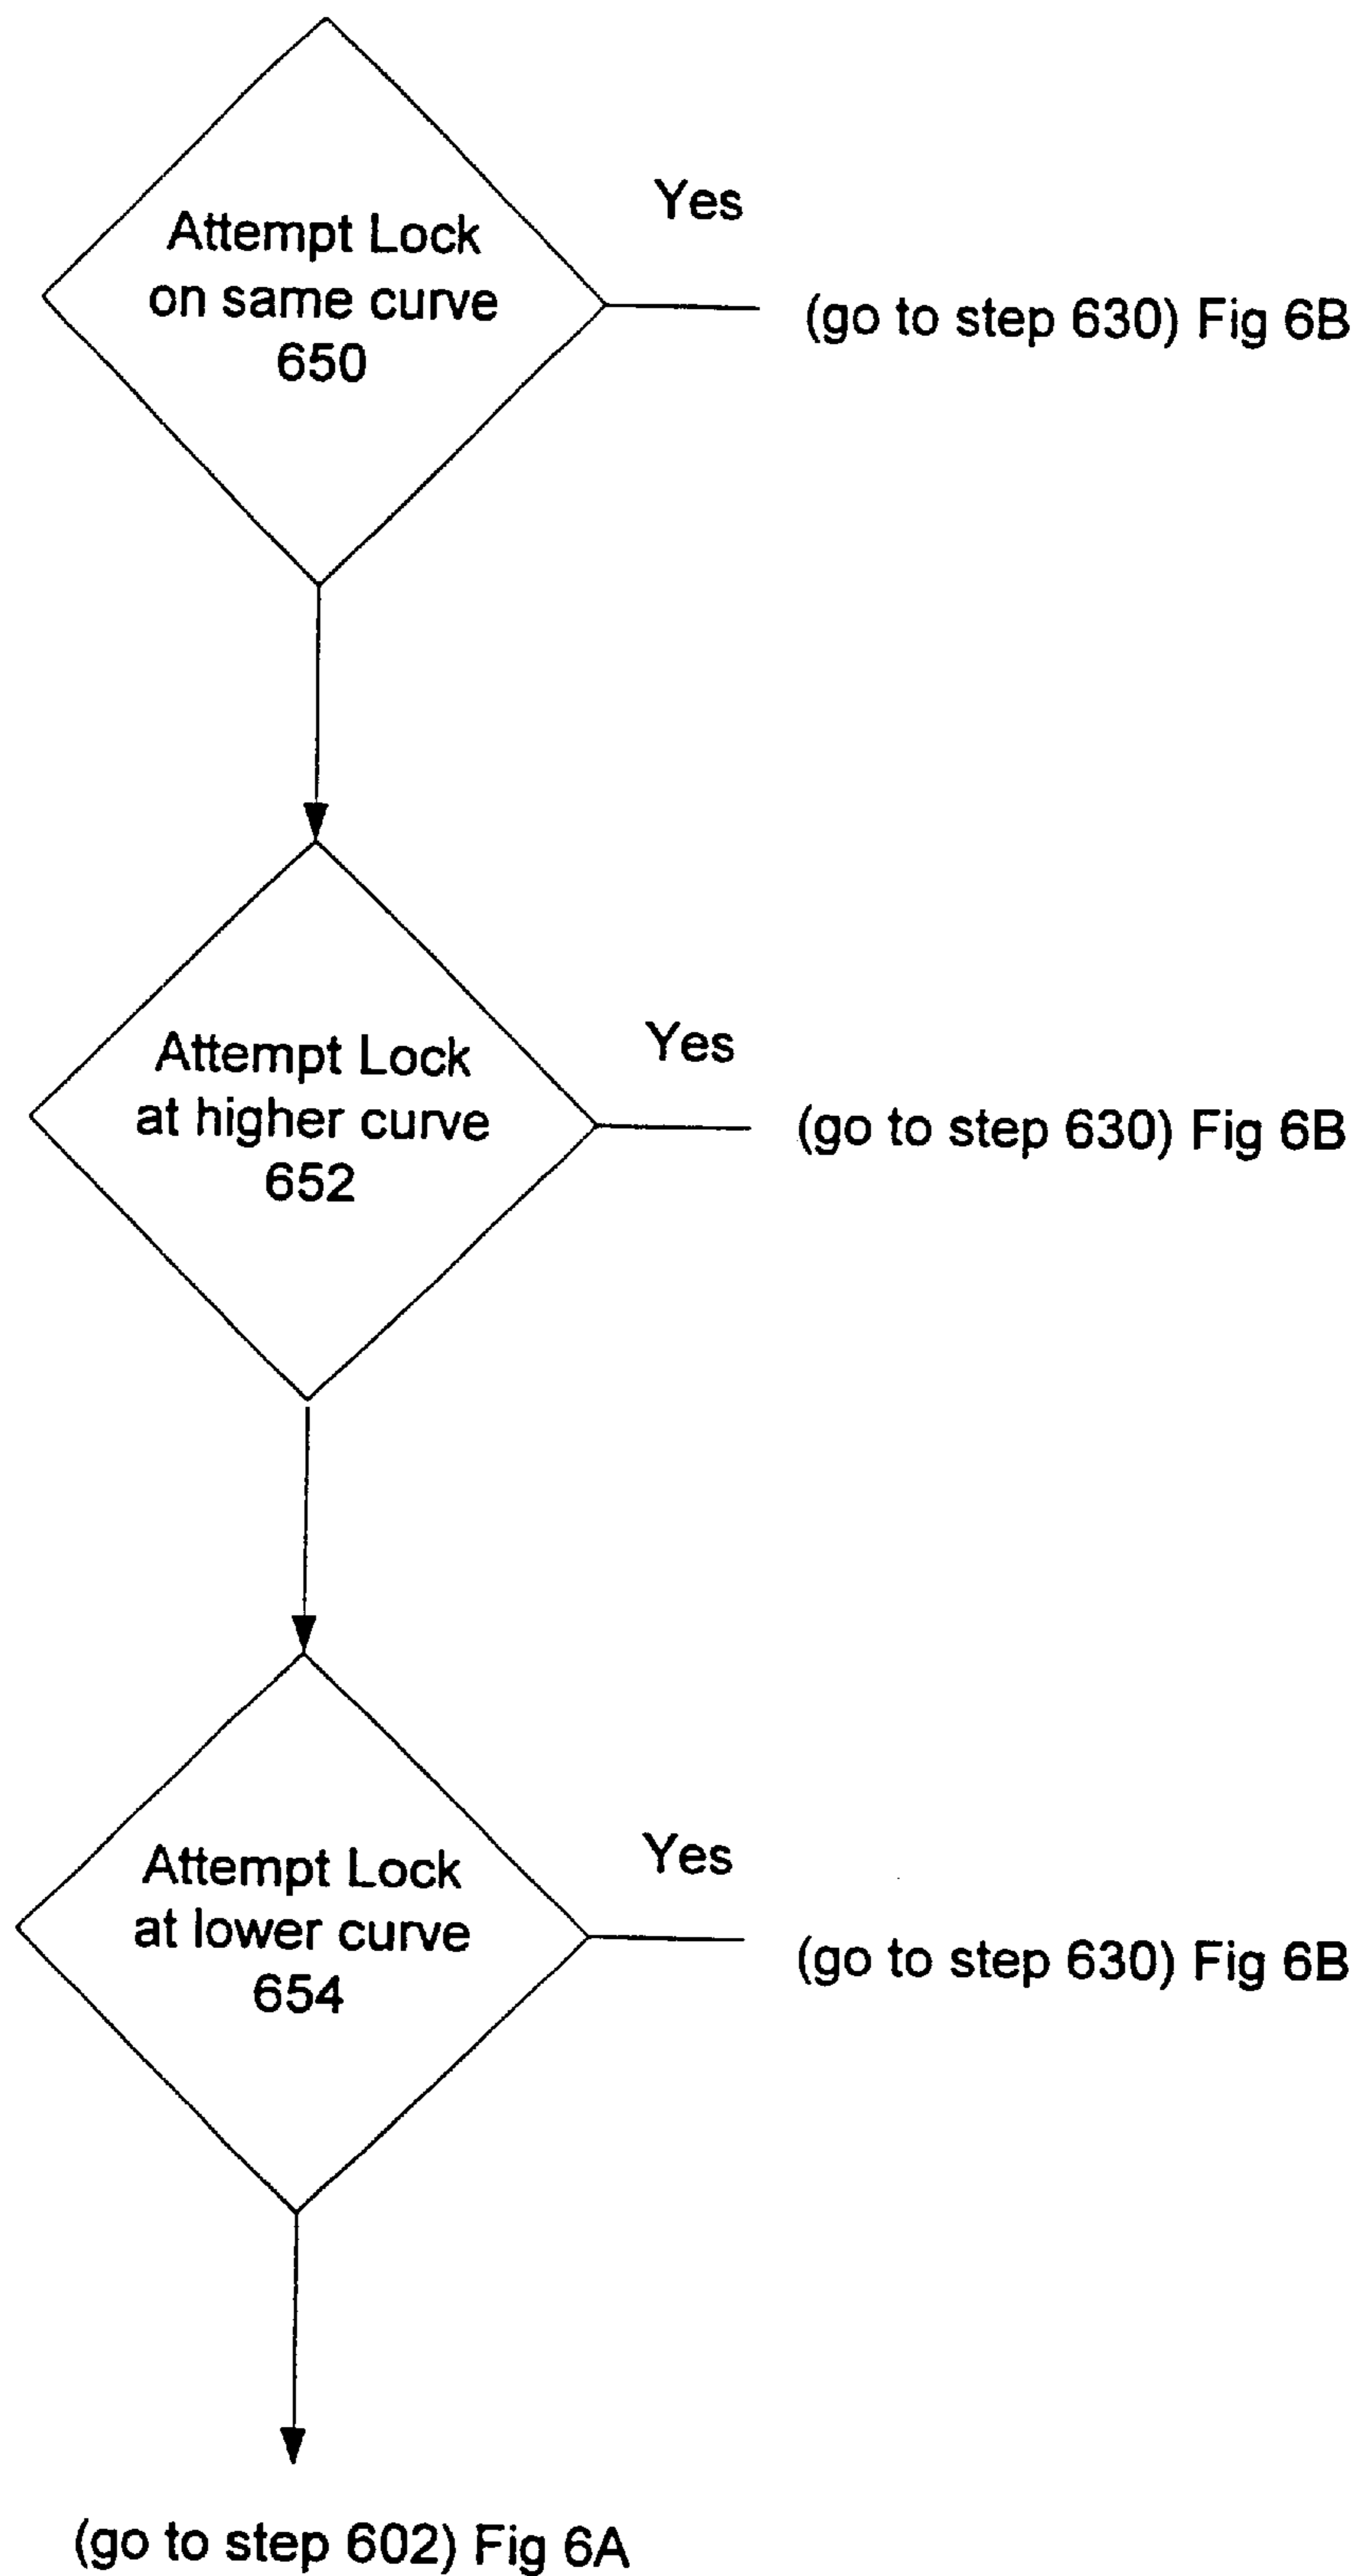 Attempt Lock
on same curve
650
Yes
(go to step 630) Fig 6B
Attempt Lock
at higher curve
652
Yes
(go to step 630) Fig 6B
Attempt Lock
at lower curve
654
Yes
(go to step 630) Fig 6B
(go to step 602) Fig 6A